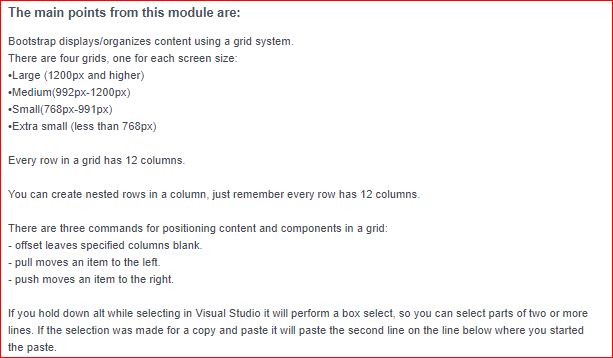 The main points from this module are:
Bootstrap displays/organizes content using a grid system.
There are four grids, one for each screen size:
•Large (1200px and higher)
•Medium(992px-1200px)
•Small(768px-991px)
•Extra small (less than 768px)
Every row in a grid has 12 columns.
You can create nested rows in a column, just remember every row has 12 columns.
There are three commands for positioning content and components in a grid:
- offset leaves specified columns blank.
- pull moves an item to the left.
- push moves an item to the right.
If you hold down alt while selecting in Visual Studio it will perform a box select, so you can select parts of two or more
lines. If the selection was made for a copy and paste it will paste the second line on the line below where you started
the paste.